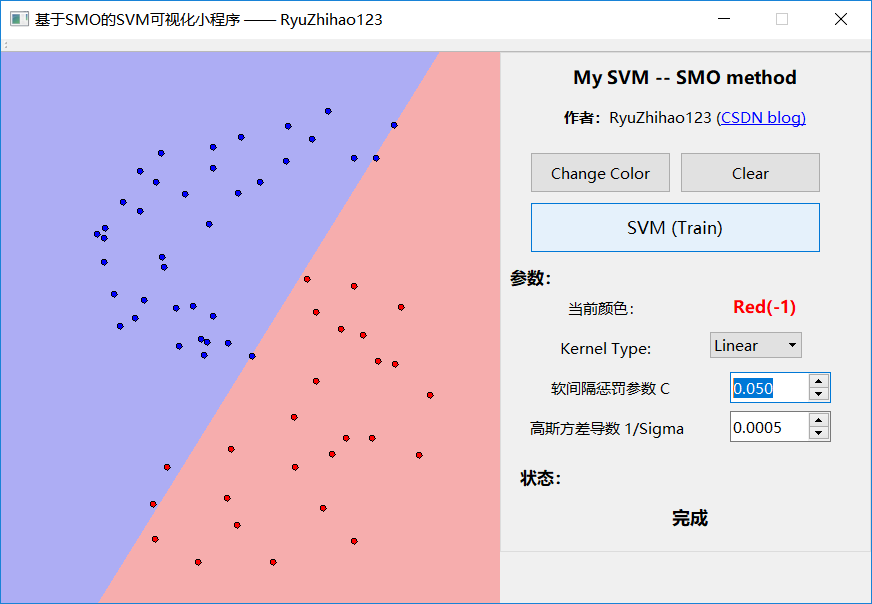 基于SMO的SVM可视化小程序 —— RyuZhihao123
My SVM -- SMO method
作者：RyuZhihao123 (CSDN blog)
Change Color Clear
SVM (Train)
参数:
当前颜色: Red(-1)
Kernel Type: Linear
软间隔惩罚参数 C 0.050
高斯方差导数 1/Sigma 0.0005
状态:
完成